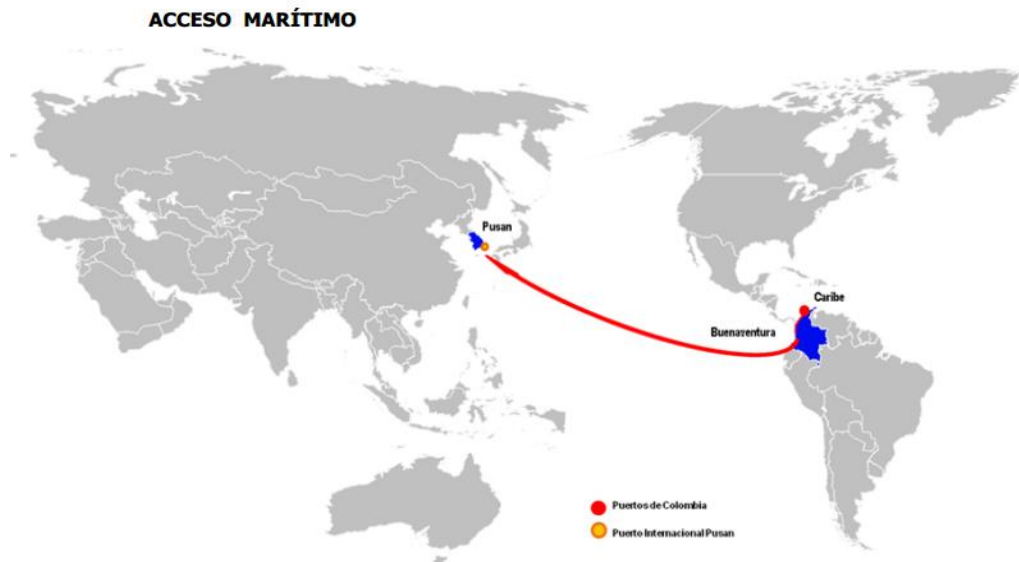 ACCESO MARÍTIMO
Pusan
Caribe
Buenaventura
Puertos de Colombia
Puerto Internacional Pusan